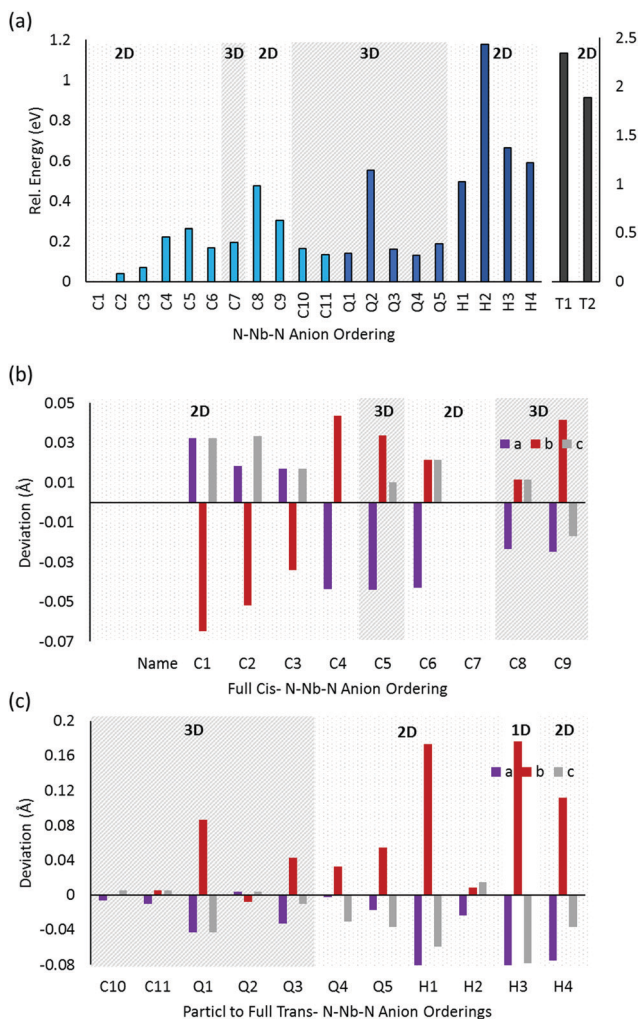 (a)
2D 3D 2D 3D 2D 2D
1.2
1
0.8
0.6
0.4
0.2
0
Rel. Energy (eV)
2.5
2
1.5
1
0.5
0
C1 C2 C3 C4 C5 C6 C7 C8 C9 C10 C11 Q1 Q2 Q3 Q4 Q5 H1 H2 H3 H4 T1 T2
N-Nb-N Anion Ordering
(b)
2D 3D 2D 3D
a b c
0.05
0.03
0.01
-0.01
-0.03
-0.05
-0.07
Deviation (Å)
Name C1 C2 C3 C4 C5 C6 C7 C8 C9
Full Cis- N-Nb-N Anion Ordering
(c)
3D 2D 1D 2D
a b c
0.2
0.16
0.12
0.08
0.04
0
-0.04
-0.08
Deviation (Å)
C10 C11 Q1 Q2 Q3 Q4 Q5 H1 H2 H3 H4
Particl to Full Trans- N-Nb-N Anion Orderings